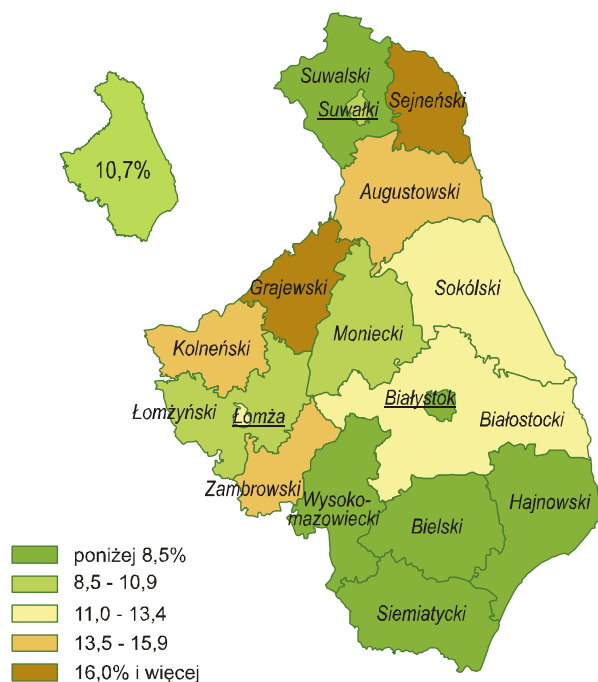 Suwalski
Suwałki
Sejneński
10,7%
Augustowski
Grajewski
Sokólski
Moniecki
Kolneński
Białystok
Łomżyński
Łomża
Białostocki
Zambrowski
Wysoko-
mazowiecki
Hajnowski
Bielski
Siemiatycki
poniżej 8,5%
8,5 - 10,9
11,0 - 13,4
13,5 - 15,9
16,0% i więcej